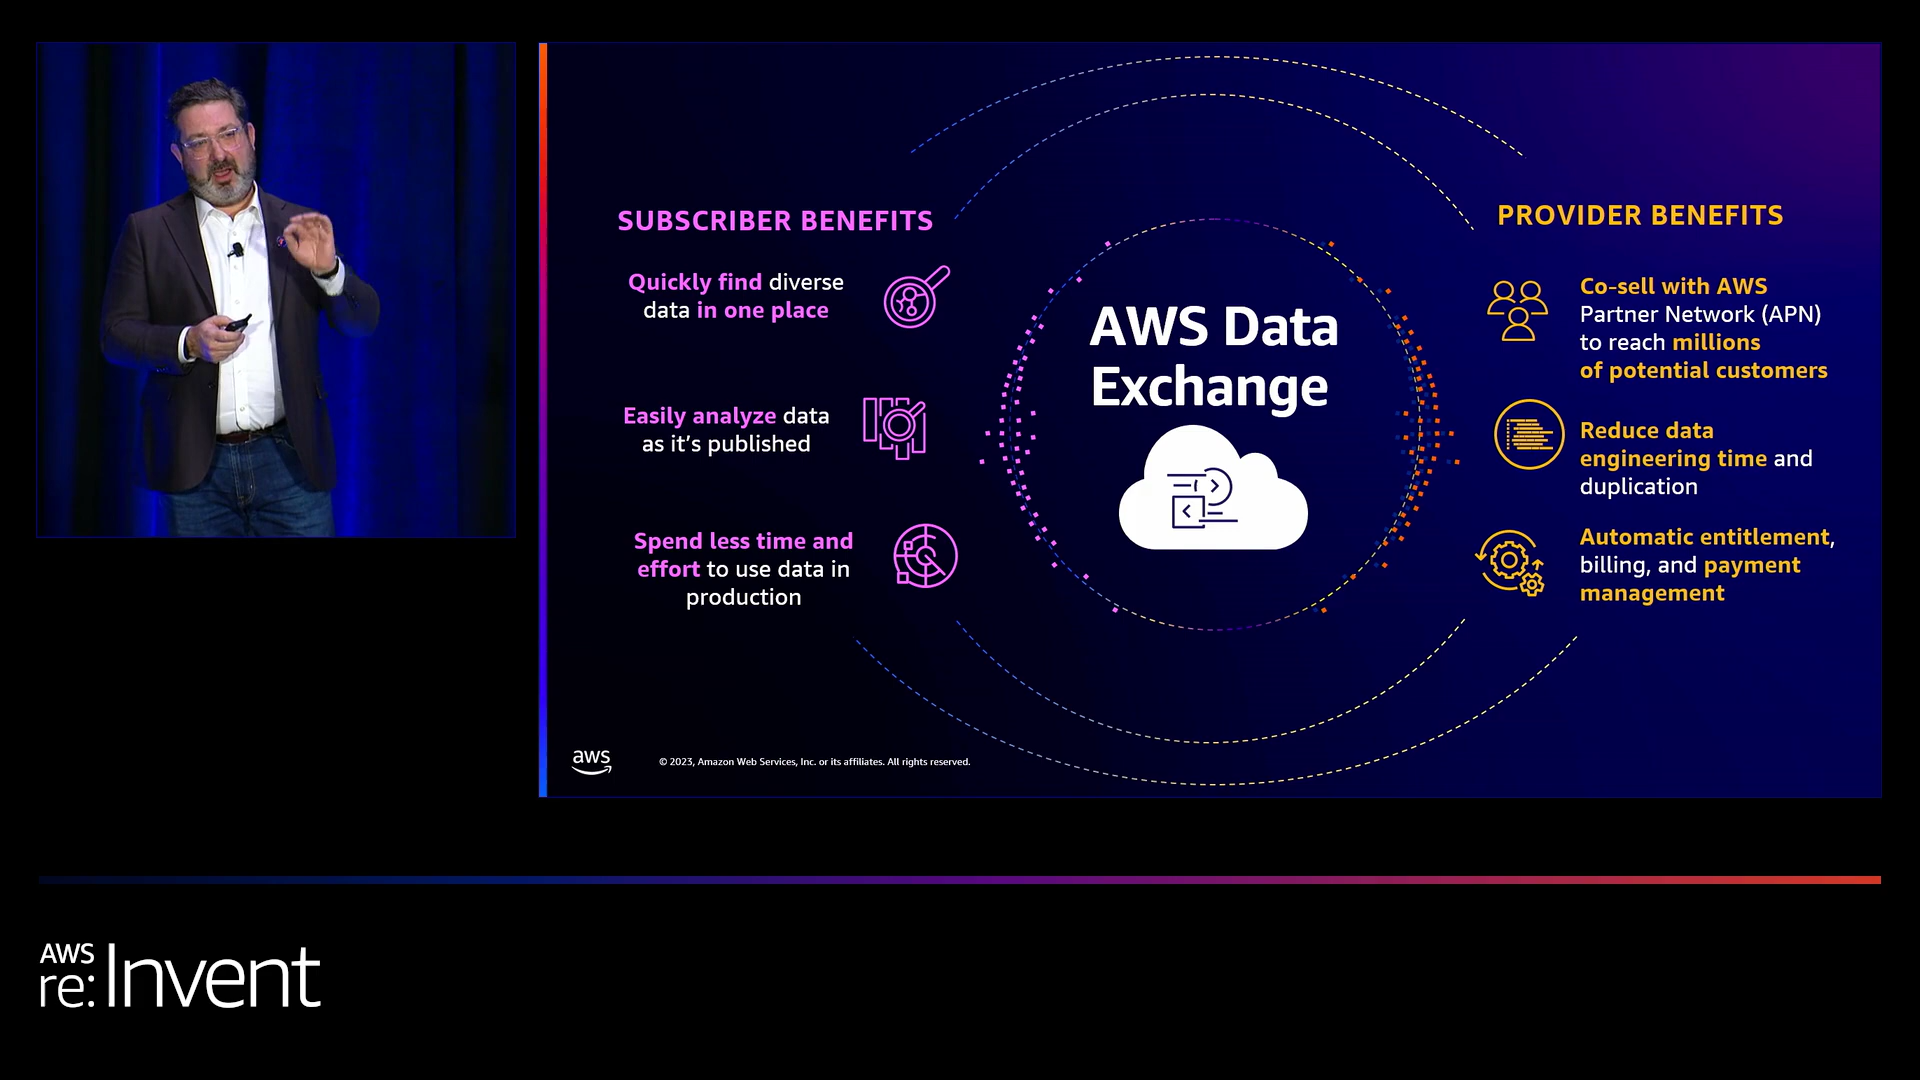 SUBSCRIBER BENEFITS
Quickly find diverse
data in one place
Easily analyze data
as it’s published
Spend less time and
effort to use data in
production
AWS Data
Exchange
PROVIDER BENEFITS
Co-sell with AWS
Partner Network (APN)
to reach millions
of potential customers
Reduce data
engineering time and
duplication
Automatic entitlement,
billing, and payment
management
aws
© 2023, Amazon Web Services, Inc. or its affiliates. All rights reserved.
AWS
re:Invent